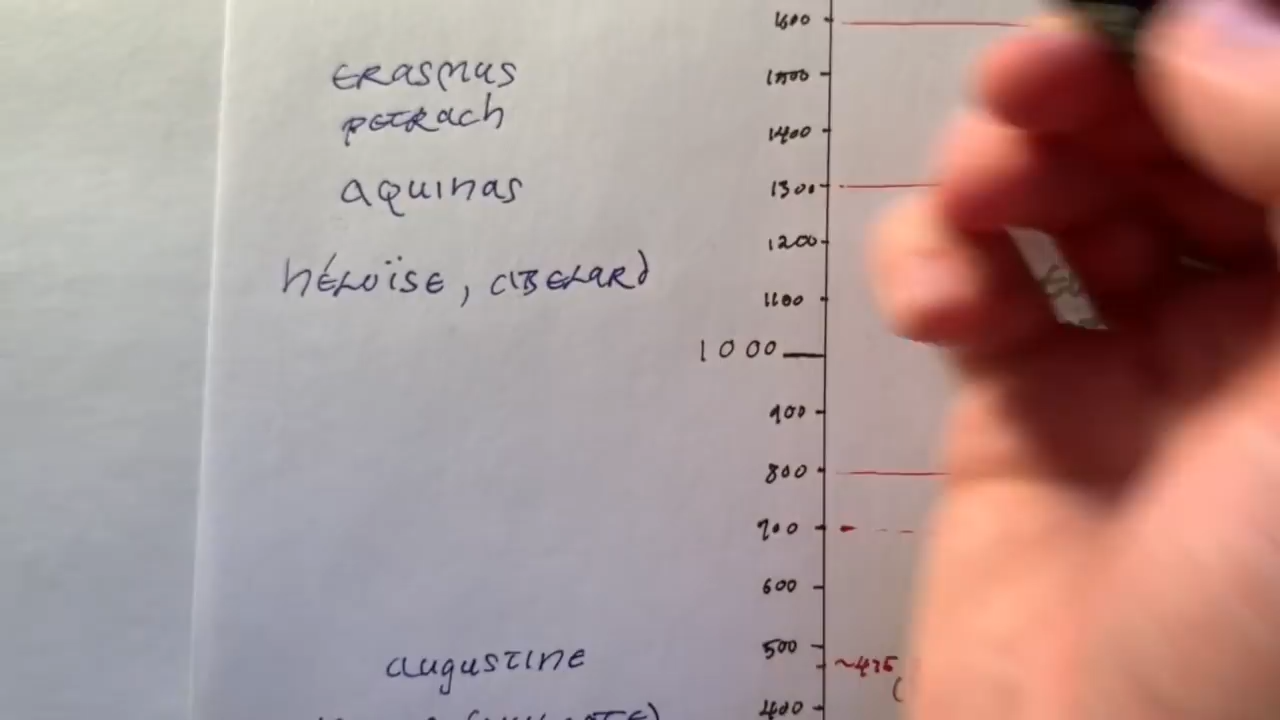 1600
ERASMUS
1500
PETRACH
1400
AQUINAS
1300
1200
HÉLOÏSE, ABELARD
1100
1000
900
800
700
600
500
AUGUSTINE
~475
400